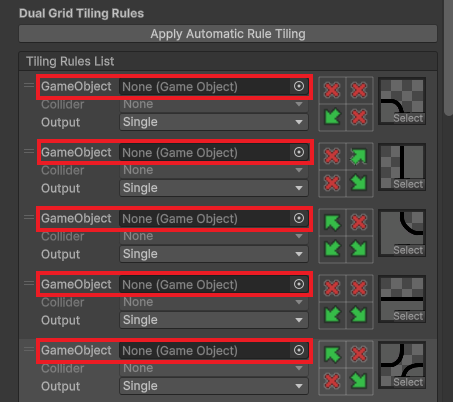 Dual Grid Tiling Rules
Apply Automatic Rule Tiling
Tiling Rules List
GameObject None (Game Object)
Collider None
Output Single
Select
GameObject None (Game Object)
Collider None
Output Single
Select
GameObject None (Game Object)
Collider None
Output Single
Select
GameObject None (Game Object)
Collider None
Output Single
Select
GameObject None (Game Object)
Collider None
Output Single
Select